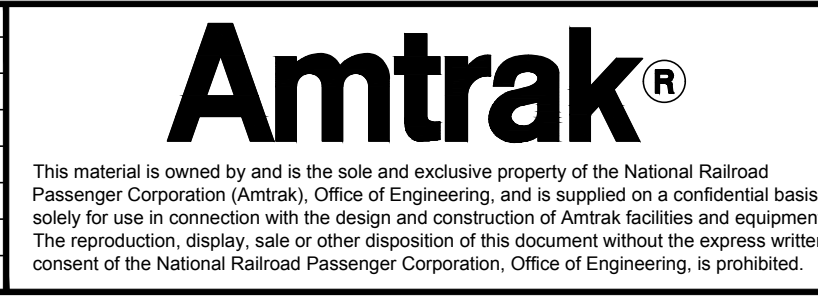 Amtrak®
This material is owned by and is the sole and exclusive property of the National Railroad
Passenger Corporation (Amtrak), Office of Engineering, and is supplied on a confidential basis
solely for use in connection with the design and construction of Amtrak facilities and equipmen
The reproduction, display, sale or other disposition of this document without the express written
consent of the National Railroad Passenger Corporation, Office of Engineering, is prohibited.